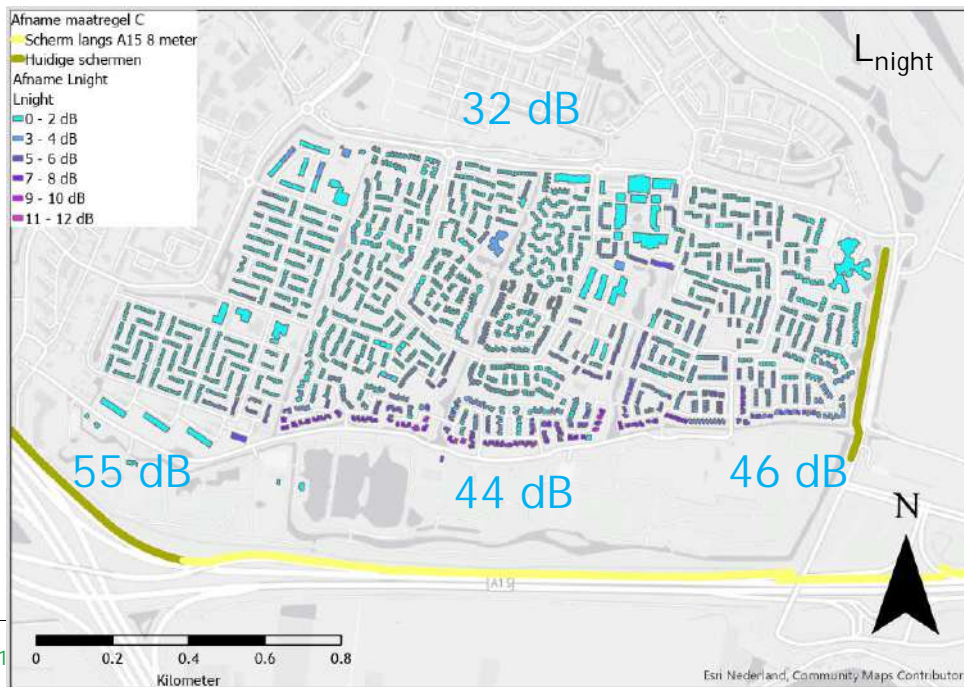 Afname maatregel C
Scherm langs A15 8 meter
Huidige schermen
Afname Lnight
Lnight
0 - 2 dB
3 - 4 dB
5 - 6 dB
7 - 8 dB
9 - 10 dB
11 - 12 dB
Lnight
32 dB
55 dB
44 dB
46 dB
N
[A15]
1
0 0.2 0.4 0.6 0.8
Kilometer
Esri Nederland, Community Maps Contributor